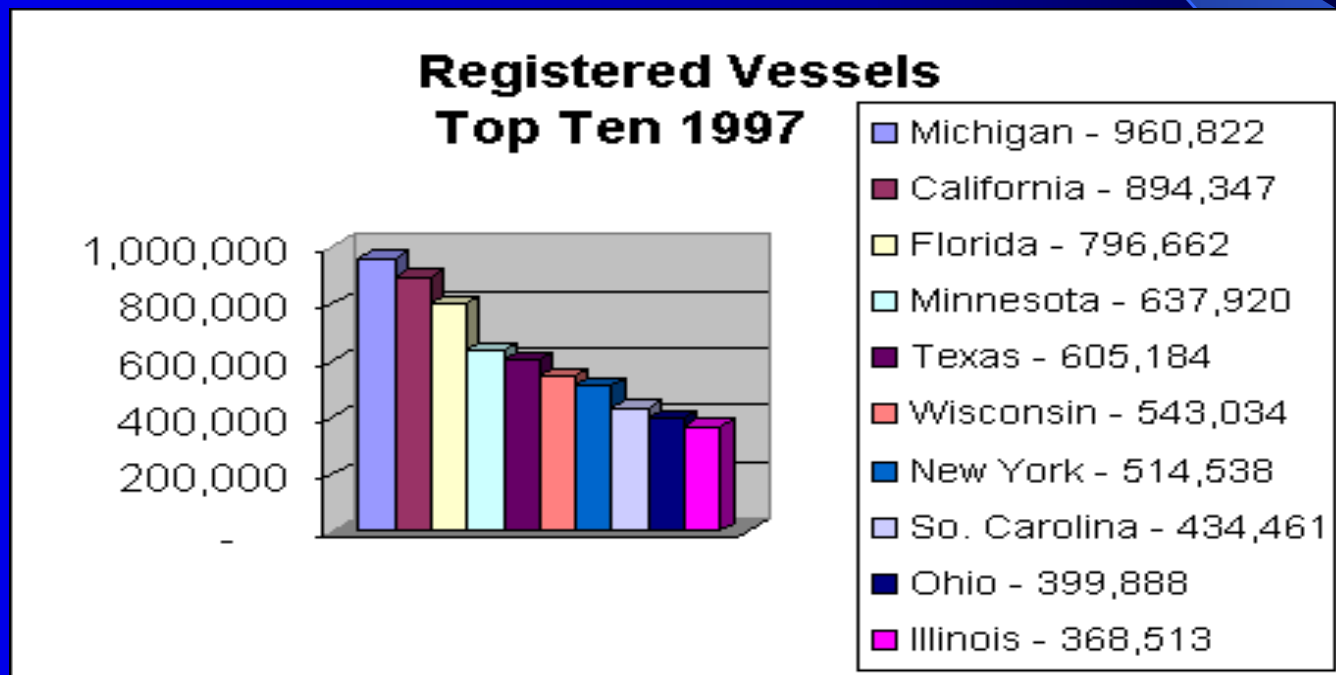 Registered Vessels
Top Ten 1997
1,000,000
800,000
600,000
400,000
200,000
-
Michigan - 960,822
California - 894,347
Florida - 796,662
Minnesota - 637,920
Texas - 605,184
Wisconsin - 543,034
New York - 514,538
So. Carolina - 434,461
Ohio - 399,888
Illinois - 368,513